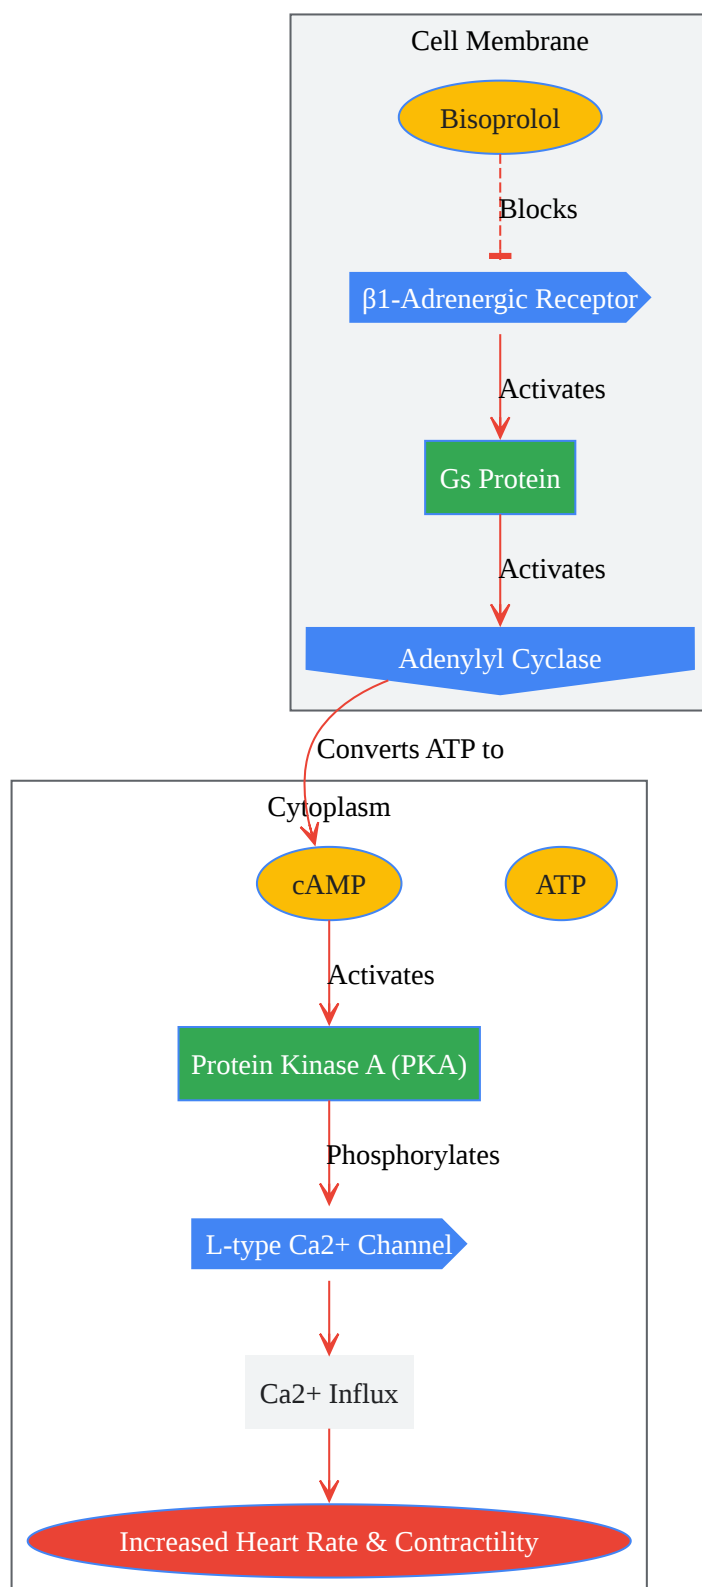 Cell Membrane
Bisoprolol
Blocks
β1-Adrenergic Receptor
Activates
Gs Protein
Activates
Adenylyl Cyclase
Converts ATP to
Cytoplasm
cAMP
ATP
Activates
Protein Kinase A (PKA)
Phosphorylates
L-type Ca2+ Channel
Ca2+ Influx
Increased Heart Rate & Contractility